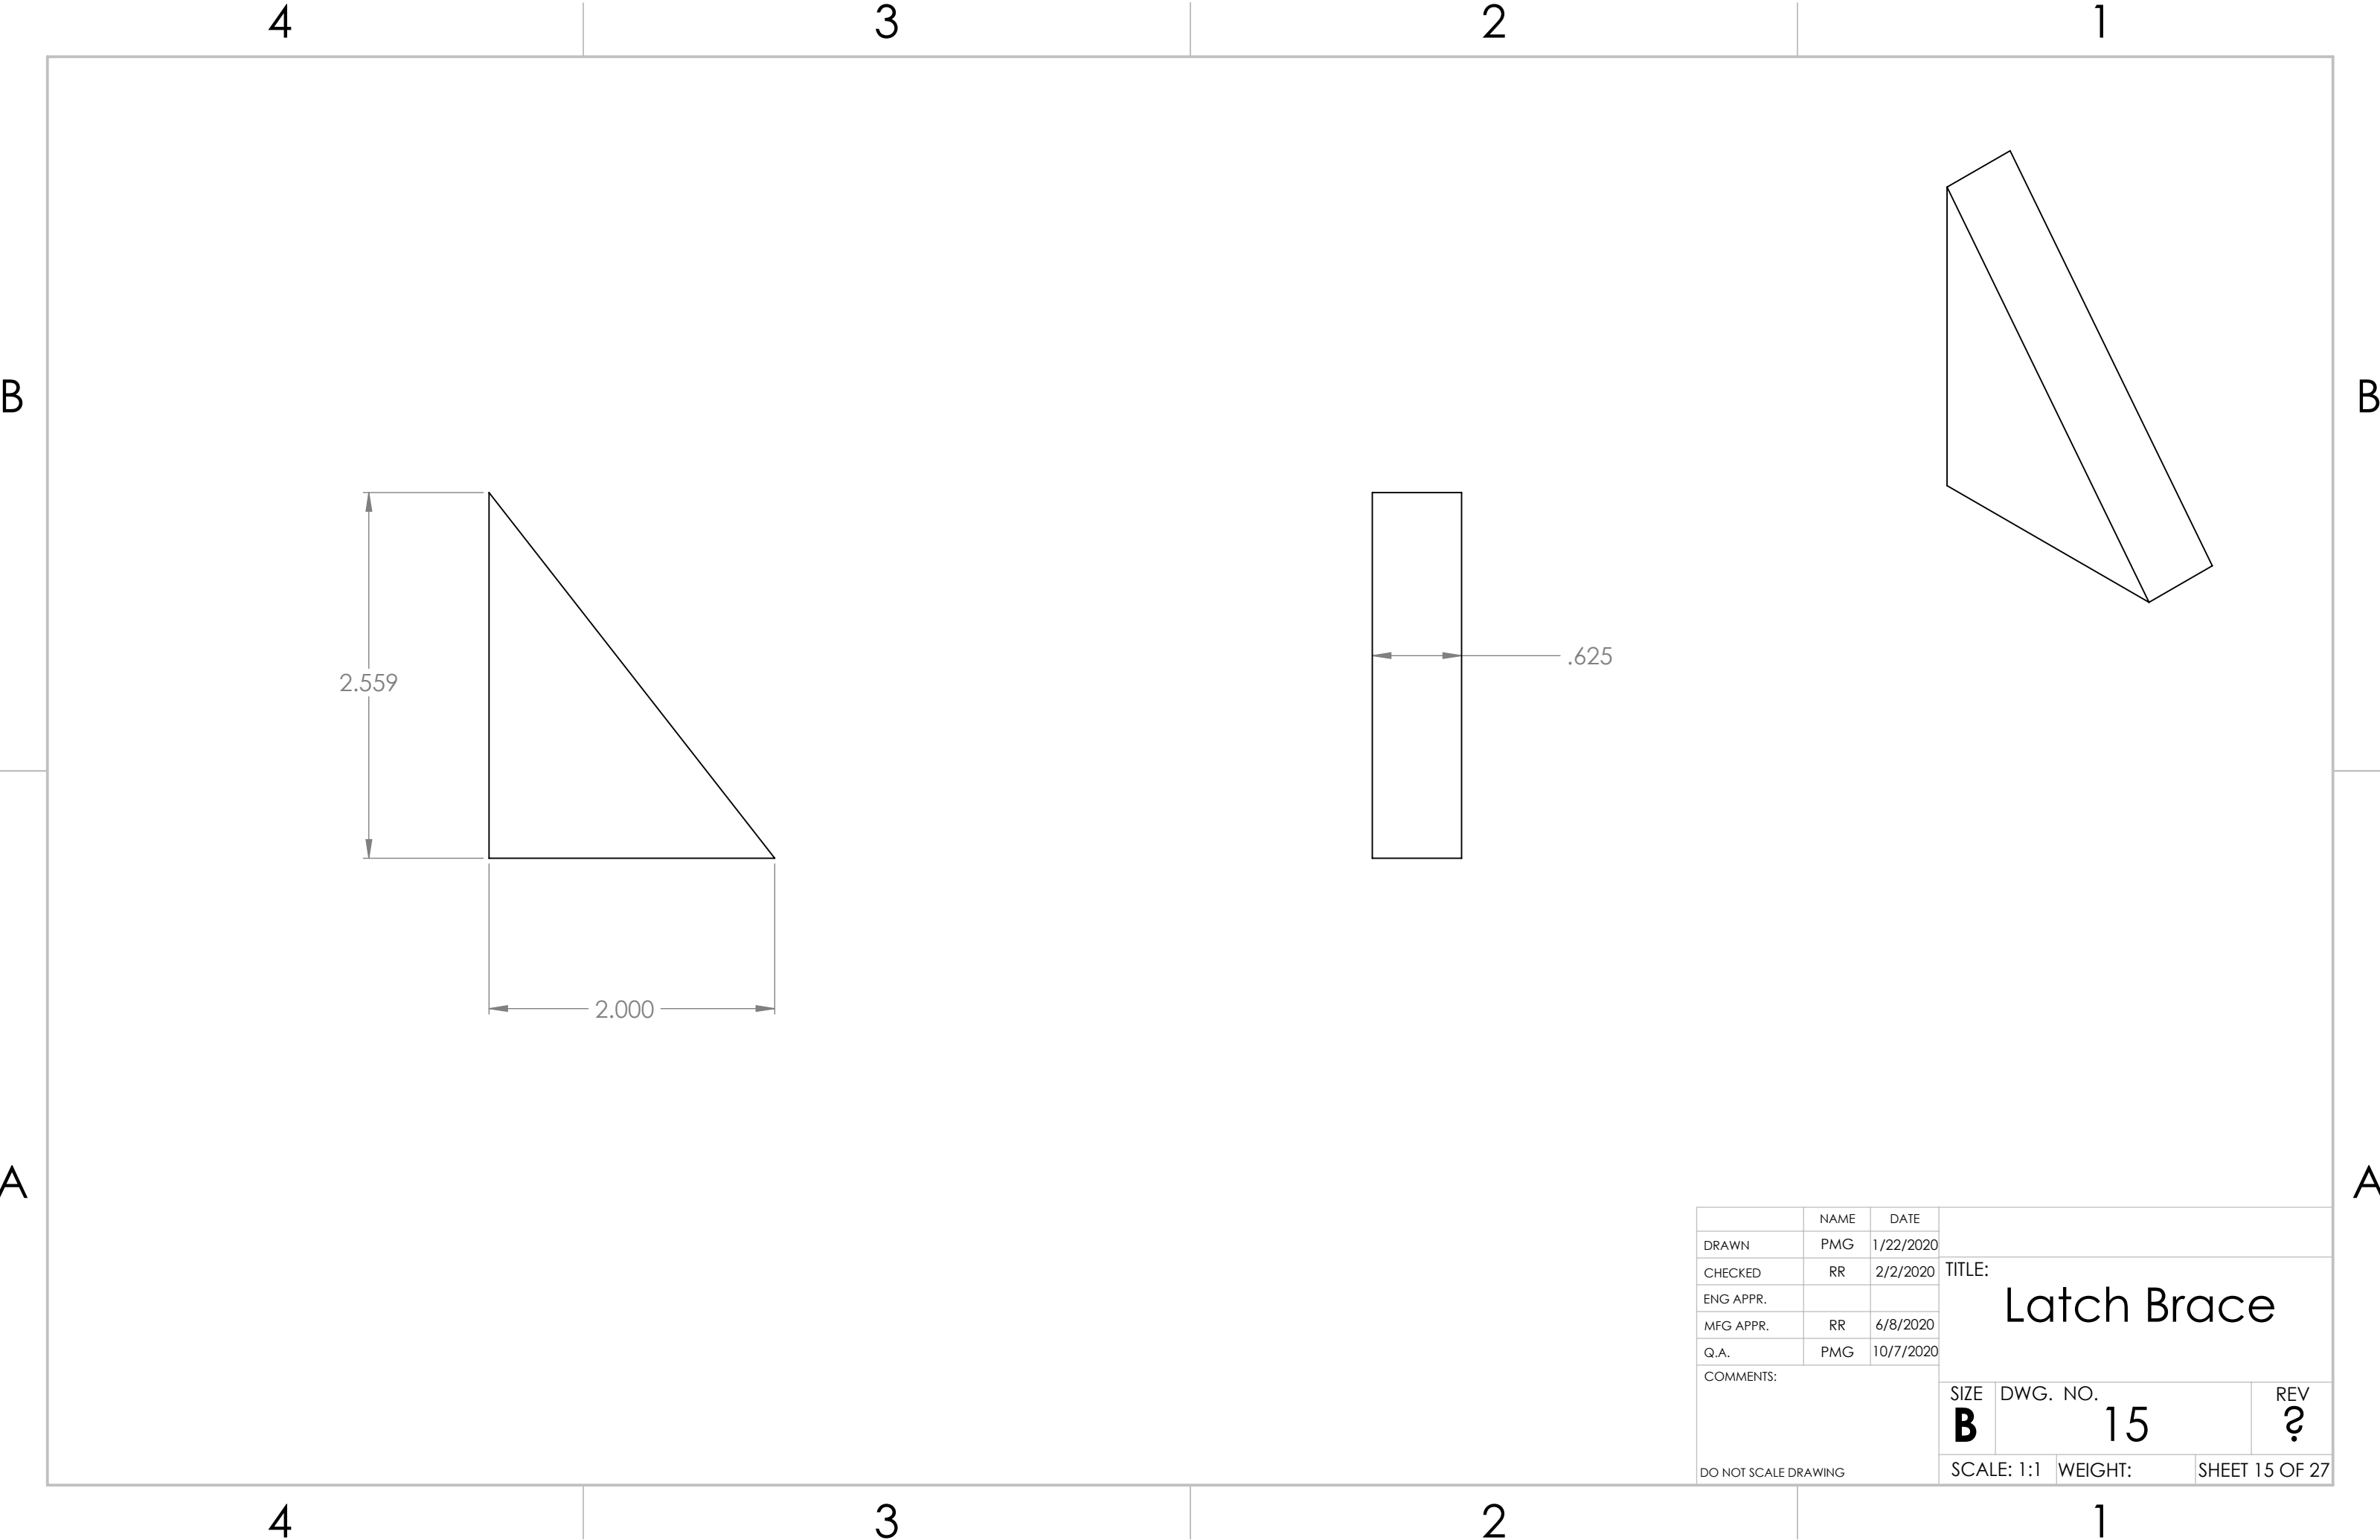 4 3 2 1
B B
2.559
.625
2.000
A A
NAME DATE
DRAWN PMG 1/22/2020
CHECKED RR 2/2/2020
ENG APPR.
MFG APPR. RR 6/8/2020
Q.A. PMG 10/7/2020
COMMENTS:
DO NOT SCALE DRAWING
TITLE:
Latch Brace
SIZE DWG. NO. REV
B 15 ?
SCALE: 1:1 WEIGHT: SHEET 15 OF 27
4 3 2 1